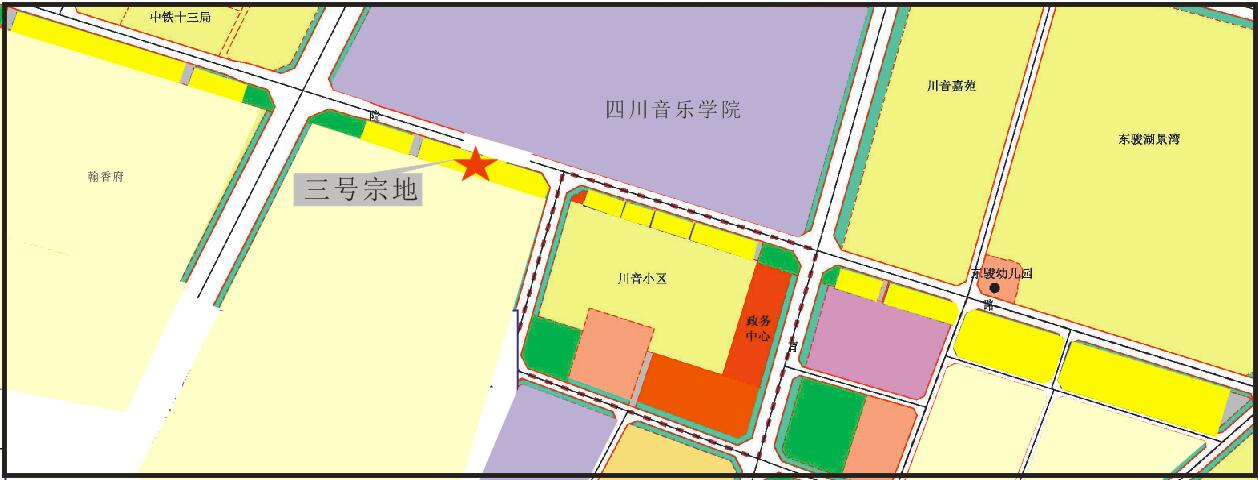 中铁十三局
川音嘉苑
四川音乐学院
院
东骏湖景湾
翰香府
三号宗地
川音小区
东骏幼儿园
路
政务
中心
音